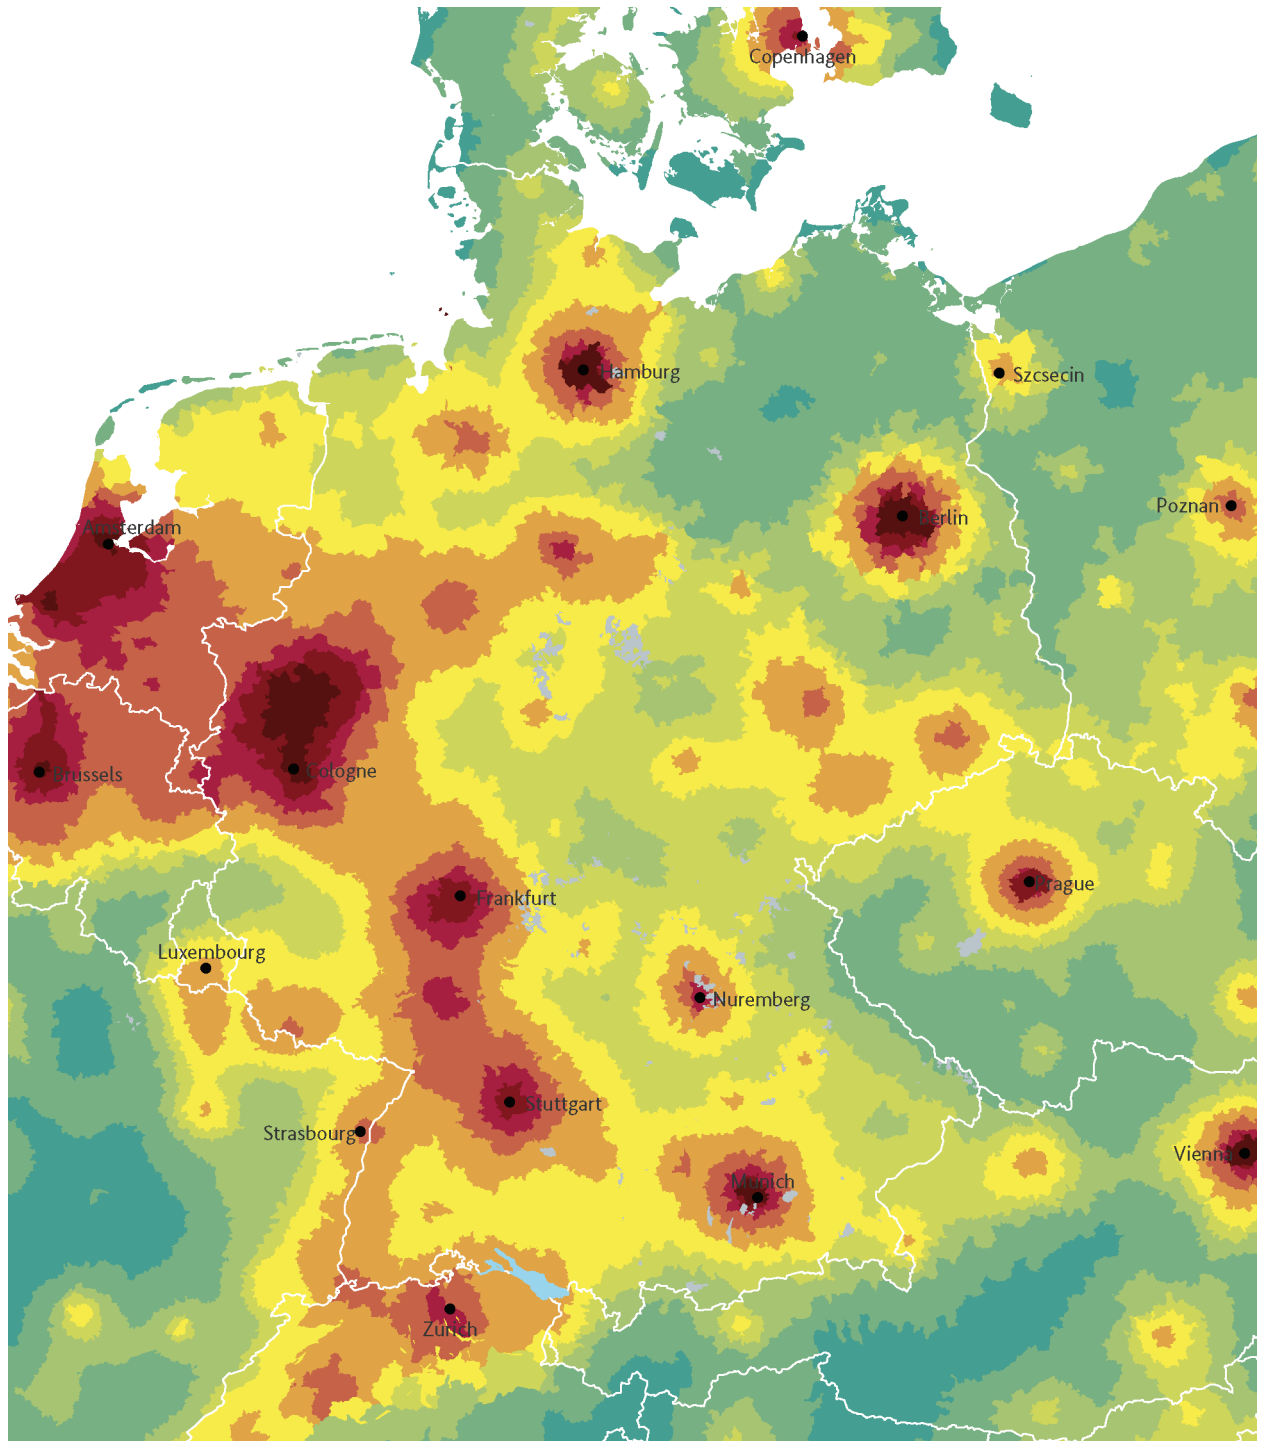 Copenhagen
Hamburg
Szcsecin
Poznan
Amsterdam
Berlin
Brussels
Cologne
Prague
Frankfurt
Luxembourg
Nuremberg
Stuttgart
Strasbourg
Vienna
Munich
Zurich